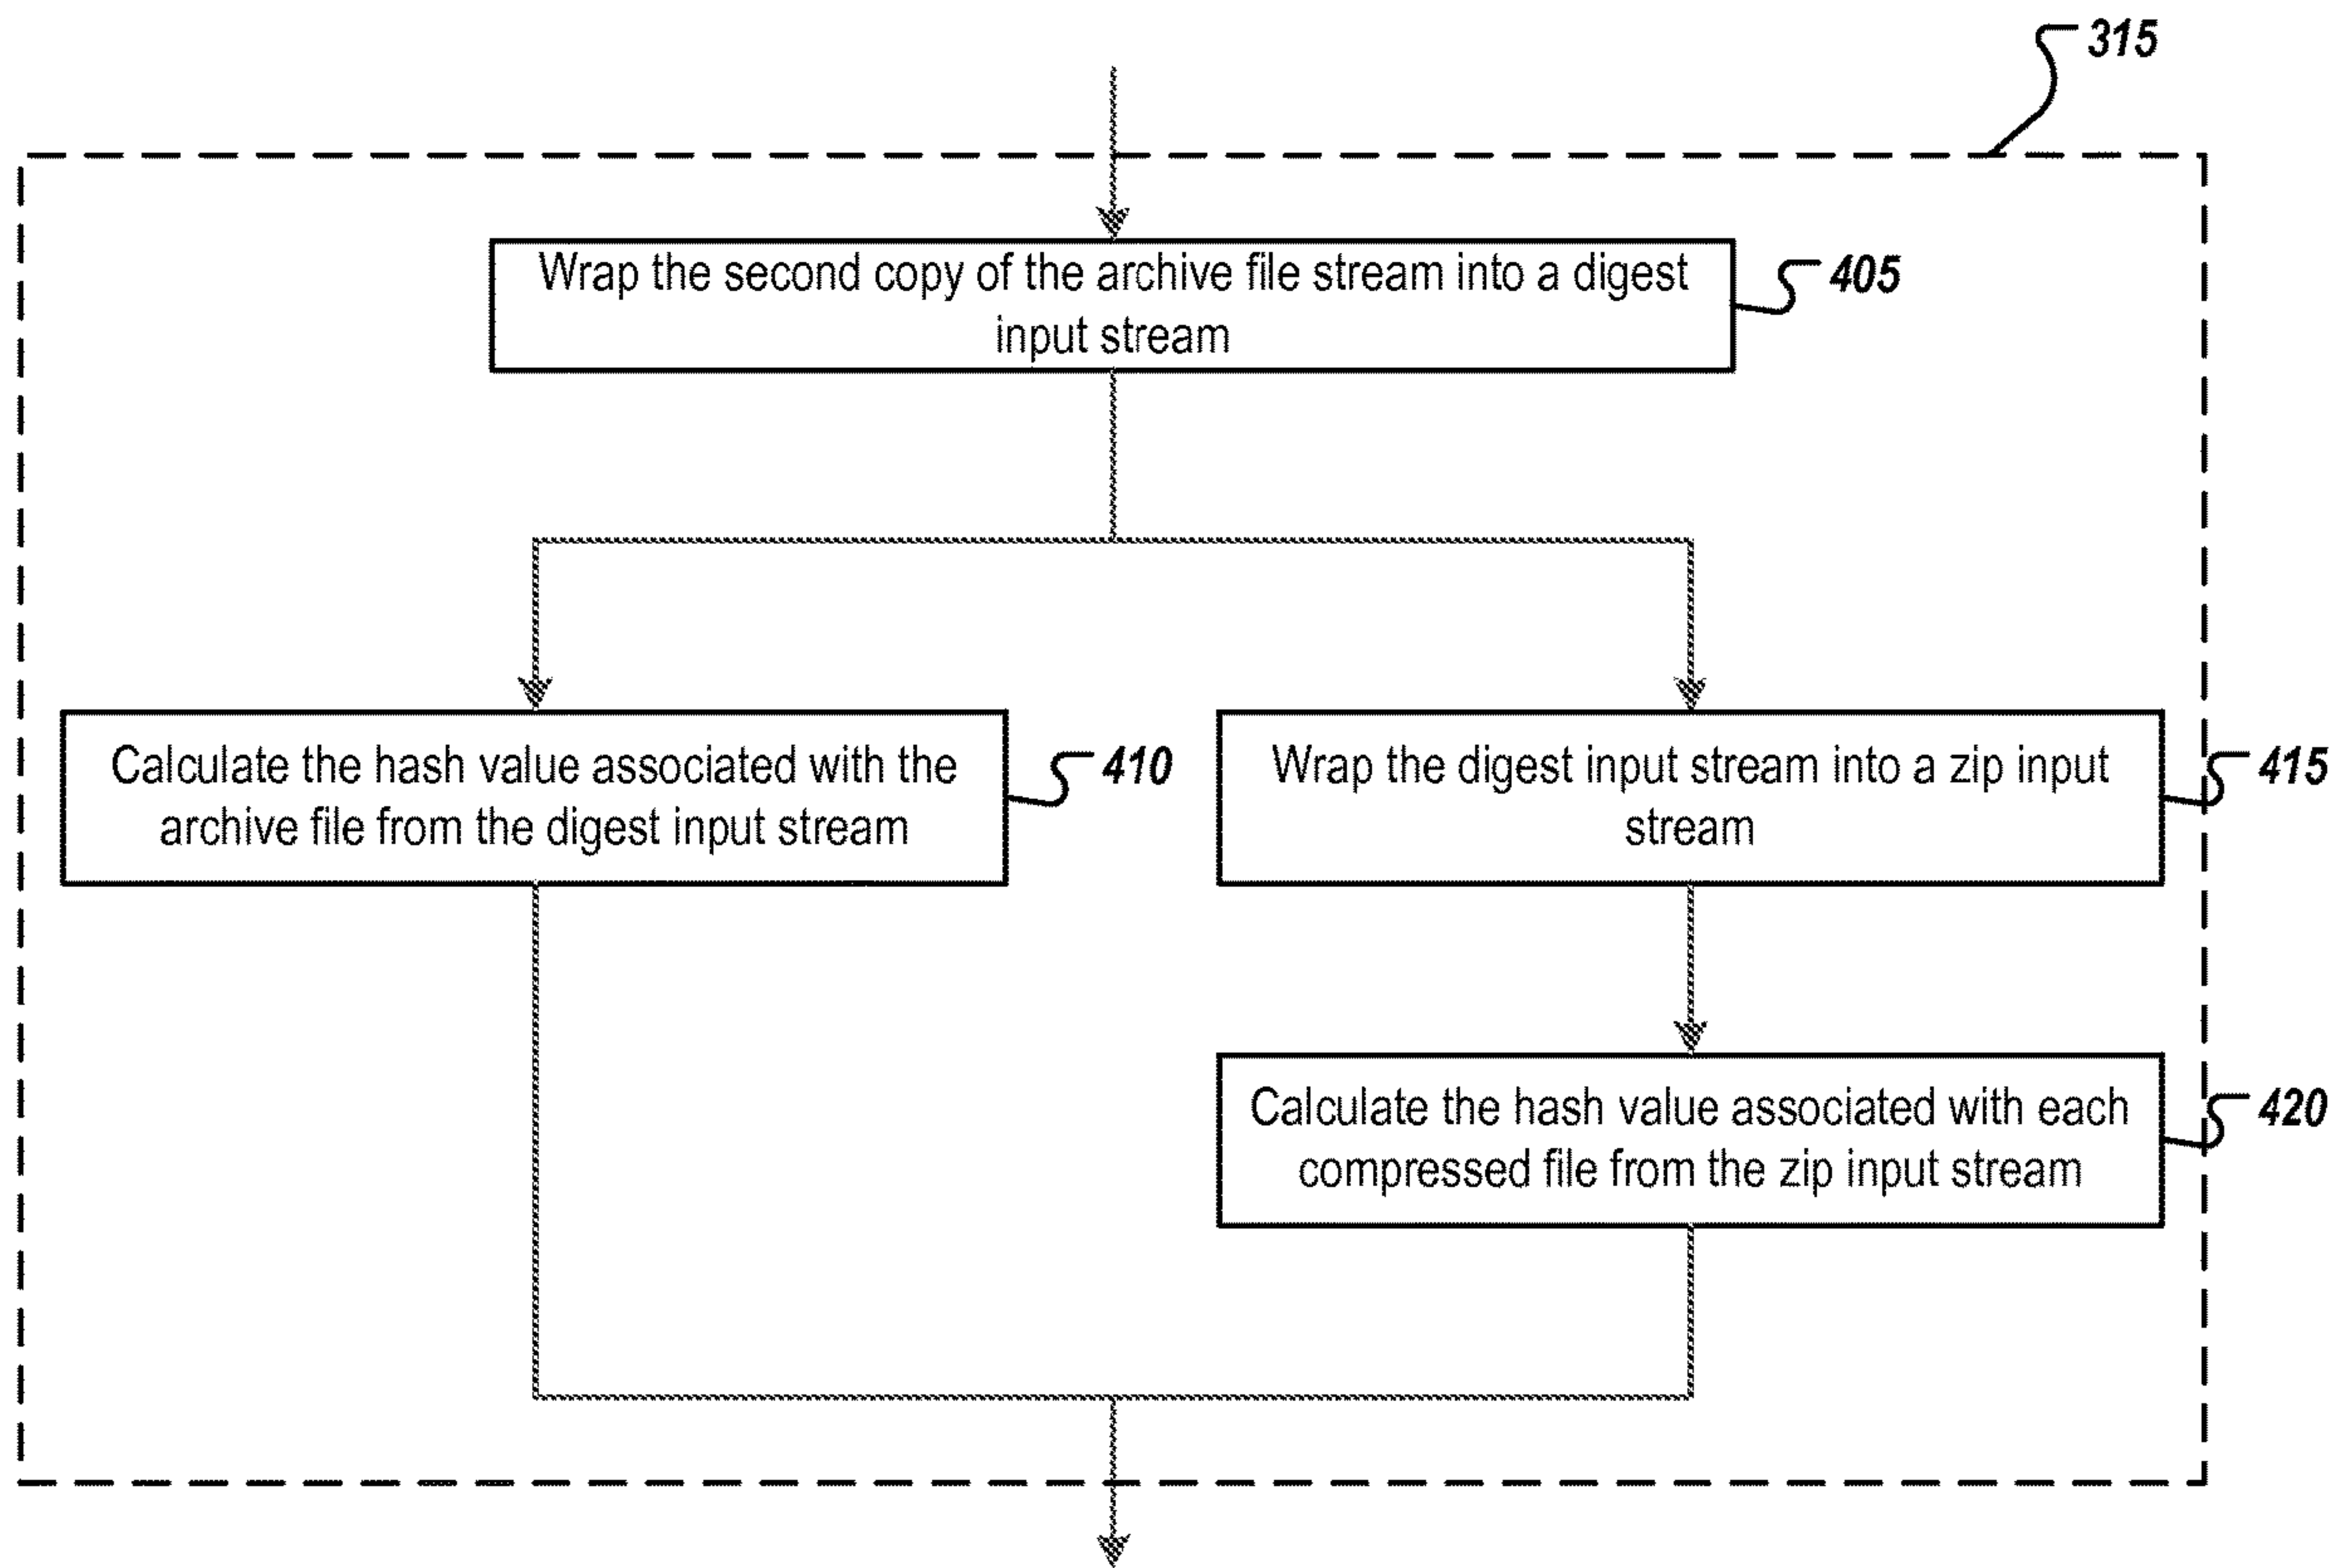 315
Wrap the second copy of the archive file stream into a digest
input stream
405
Calculate the hash value associated with the
archive file from the digest input stream
410
Wrap the digest input stream into a zip input
stream
415
Calculate the hash value associated with each
compressed file from the zip input stream
420